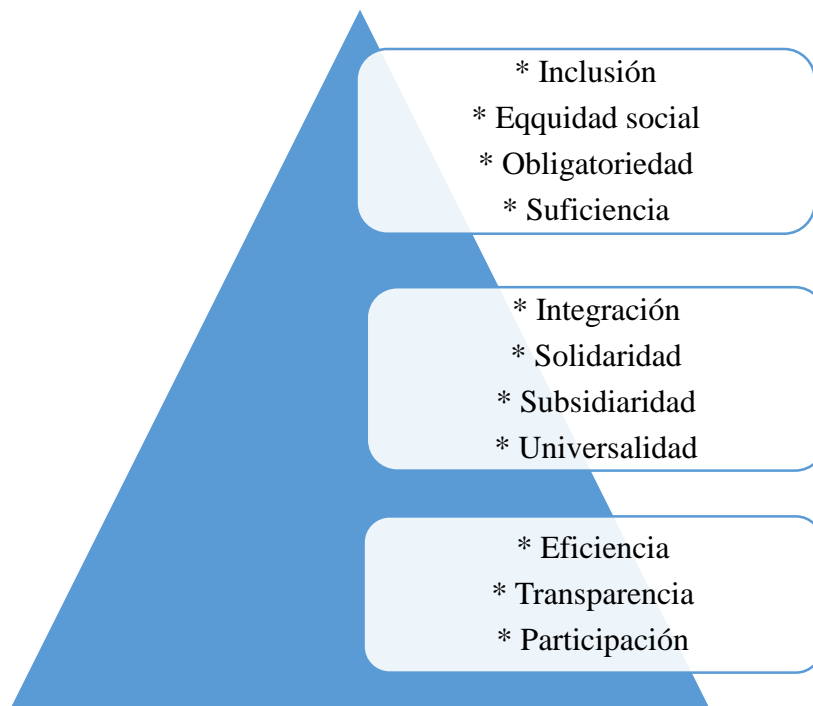 * Inclusión
* Eqquidad social
* Obligatoriedad
* Suficiencia
* Integración
* Solidaridad
* Subsidiaridad
* Universalidad
* Eficiencia
* Transparencia
* Participación